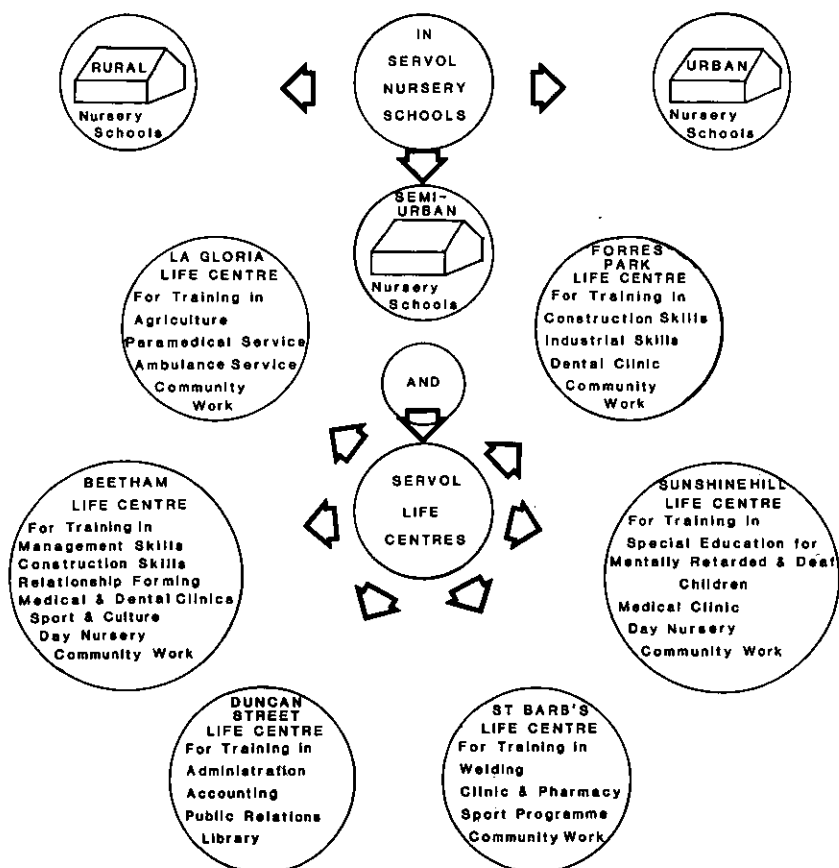 IN
SERVOL
NURSERY
SCHOOLS
RURAL
Nursery
Schools
URBAN
Nursery
Schools
SEMI-
URBAN
Nursery
Schools
LA GLORIA
LIFE CENTRE
For Training in
Agriculture
Paramedical Service
Ambulance Service
Community
Work
FORRES
PARK
LIFE CENTRE
For Training in
Construction Skills
Industrial Skills
Dental Clinic
Community
Work
AND
SERVOL
LIFE
CENTRES
BEETHAM
LIFE CENTRE
For Training in
Management Skills
Construction Skills
Relationship Forming
Medical & Dental Clinics
Sport & Culture
Day Nursery
Community Work
SUNSHINEHILL
LIFE CENTRE
For Training in
Special Education for
Mentally Retarded & Deaf
Children
Medical Clinic
Day Nursery
Community Work
DUNCAN
STREET
LIFE CENTRE
For Training in
Administration
Accounting
Public Relations
Library
ST BARB'S
LIFE CENTRE
For Training in
Welding
Clinic & Pharmacy
Sport Programme
Community Work